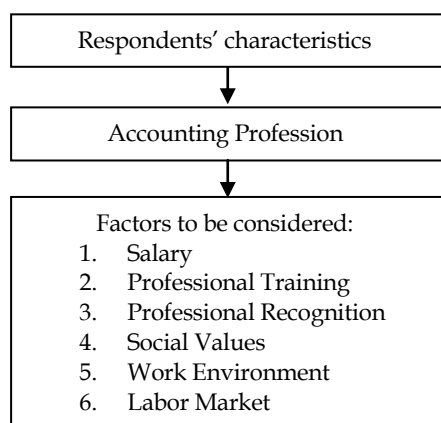 Respondents’ characteristics
Accounting Profession
Factors to be considered:
1. Salary
2. Professional Training
3. Professional Recognition
4. Social Values
5. Work Environment
6. Labor Market